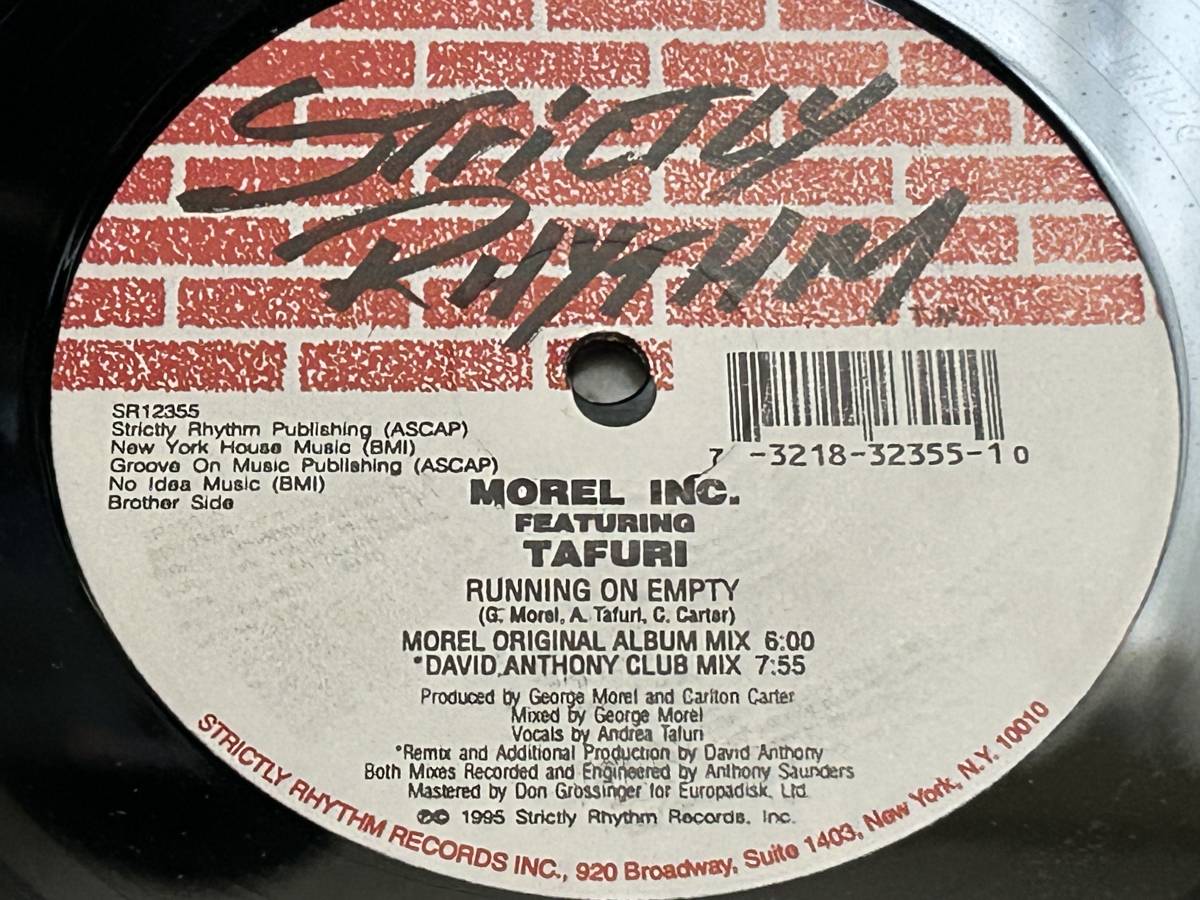 STRICTLY
RHYTHM
T.M.
7 -3218-32355-1 0
SR12355
Strictly Rhythm Publishing (ASCAP)
New York House Music (BMI)
Groove On Music Publishing (ASCAP)
No Idea Music (BMI)
Brother Side
MOREL INC.
FEATURING
TAFURI
RUNNING ON EMPTY
(G. Morel, A. Tafuri, C. Carter)
MOREL ORIGINAL ALBUM MIX 6:00
*DAVID ANTHONY CLUB MIX 7:55
Produced by George Morel and Carlton Carter
Mixed by George Morel
Vocals by Andrea Tafuri
*Remix and Additional Production by David Anthony
Both Mixes Recorded and Engineered by Anthony Saunders
Mastered by Don Grossinger for Europadisk, Ltd.
℗© 1995 Strictly Rhythm Records, Inc.
STRICTLY RHYTHM RECORDS INC., 920 Broadway, Suite 1403, New York, N.Y. 10010